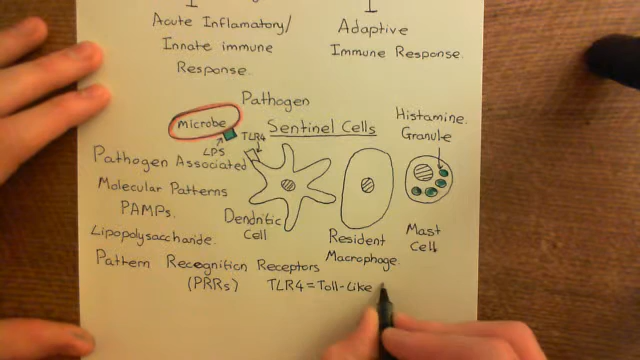 Acute Inflamatory/
Innate immune
Response.
Adaptive
Immune Response.
Pathogen
Microbe
LPS
TLR4
Sentinel Cells
Histamine
Granule
Pathogen Associated
Molecular Patterns
PAMPs.
Lipopolysaccharide.
Dendritic
Cell
Resident
Macrophage.
Mast
Cell
Pattern Recognition Receptors
(PRRs) TLR4 = Toll-Like